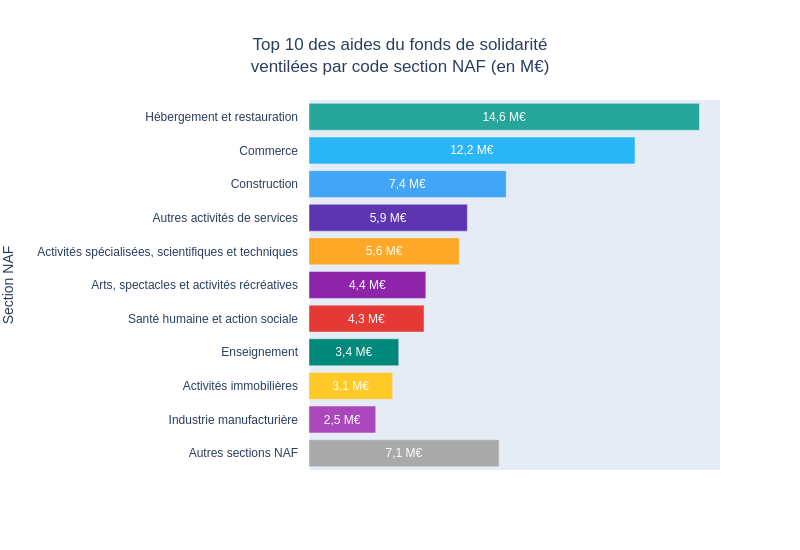 Top 10 des aides du fonds de solidarité
ventilées par code section NAF (en M€)
Section NAF
Hébergement et restauration 14,6 M€
Commerce 12,2 M€
Construction 7,4 M€
Autres activités de services 5,9 M€
Activités spécialisées, scientifiques et techniques 5,6 M€
Arts, spectacles et activités récréatives 4,4 M€
Santé humaine et action sociale 4,3 M€
Enseignement 3,4 M€
Activités immobilières 3,1 M€
Industrie manufacturière 2,5 M€
Autres sections NAF 7,1 M€